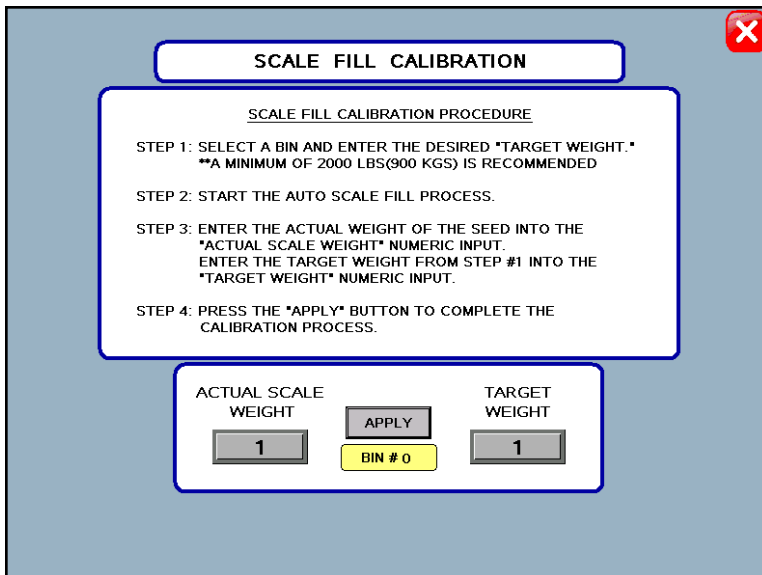 SCALE FILL CALIBRATION
SCALE FILL CALIBRATION PROCEDURE
STEP 1: SELECT A BIN AND ENTER THE DESIRED "TARGET WEIGHT."
**A MINIMUM OF 2000 LBS(900 KGS) IS RECOMMENDED
STEP 2: START THE AUTO SCALE FILL PROCESS.
STEP 3: ENTER THE ACTUAL WEIGHT OF THE SEED INTO THE
"ACTUAL SCALE WEIGHT" NUMERIC INPUT.
ENTER THE TARGET WEIGHT FROM STEP #1 INTO THE
"TARGET WEIGHT" NUMERIC INPUT.
STEP 4: PRESS THE "APPLY" BUTTON TO COMPLETE THE
CALIBRATION PROCESS.
ACTUAL SCALE
WEIGHT
1
APPLY
BIN # 0
TARGET
WEIGHT
1